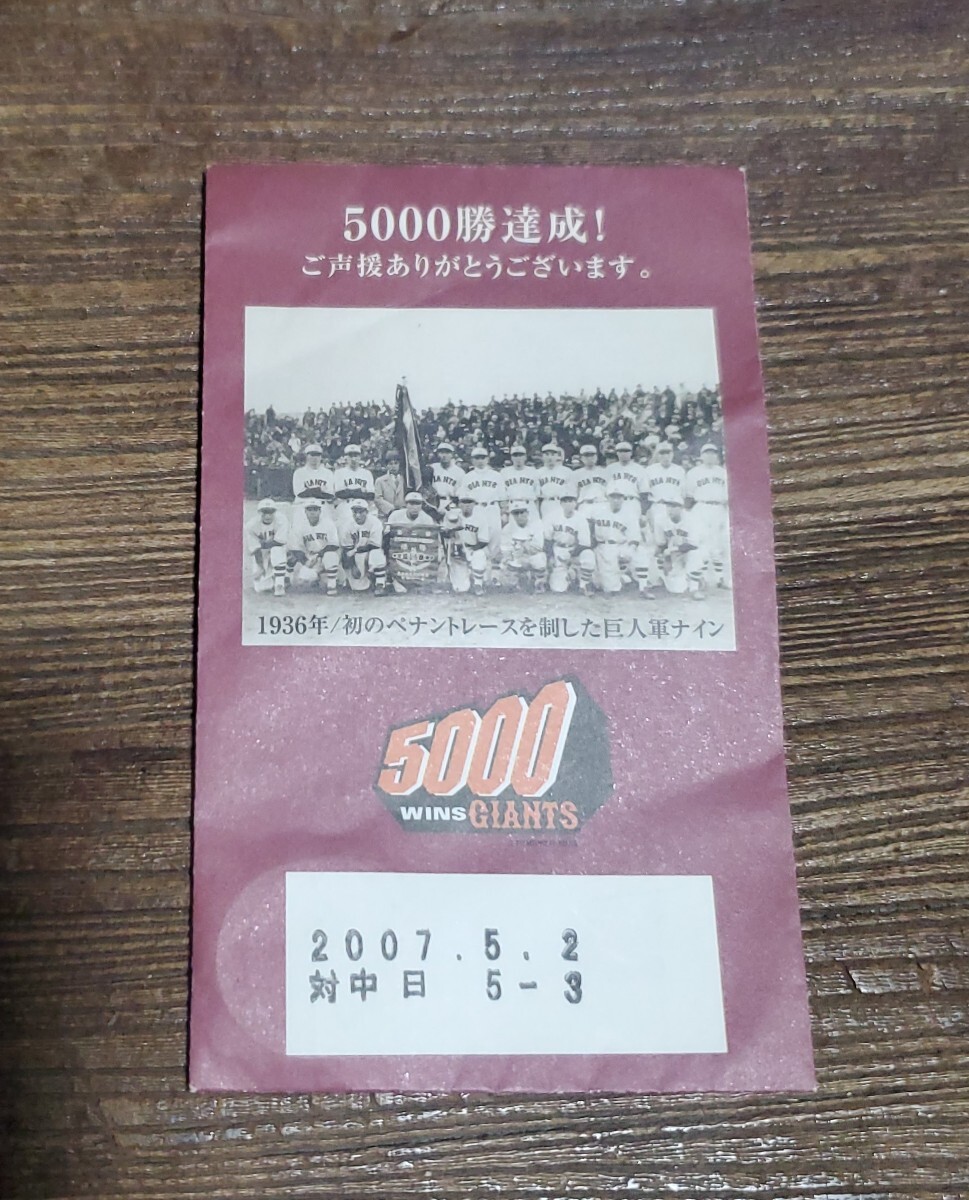 5000勝達成!
ご声援ありがとうございます。
1936年/初のペナントレースを制した巨人軍ナイン
5000
WINS GIANTS
2007.5.2
対中日 5-3